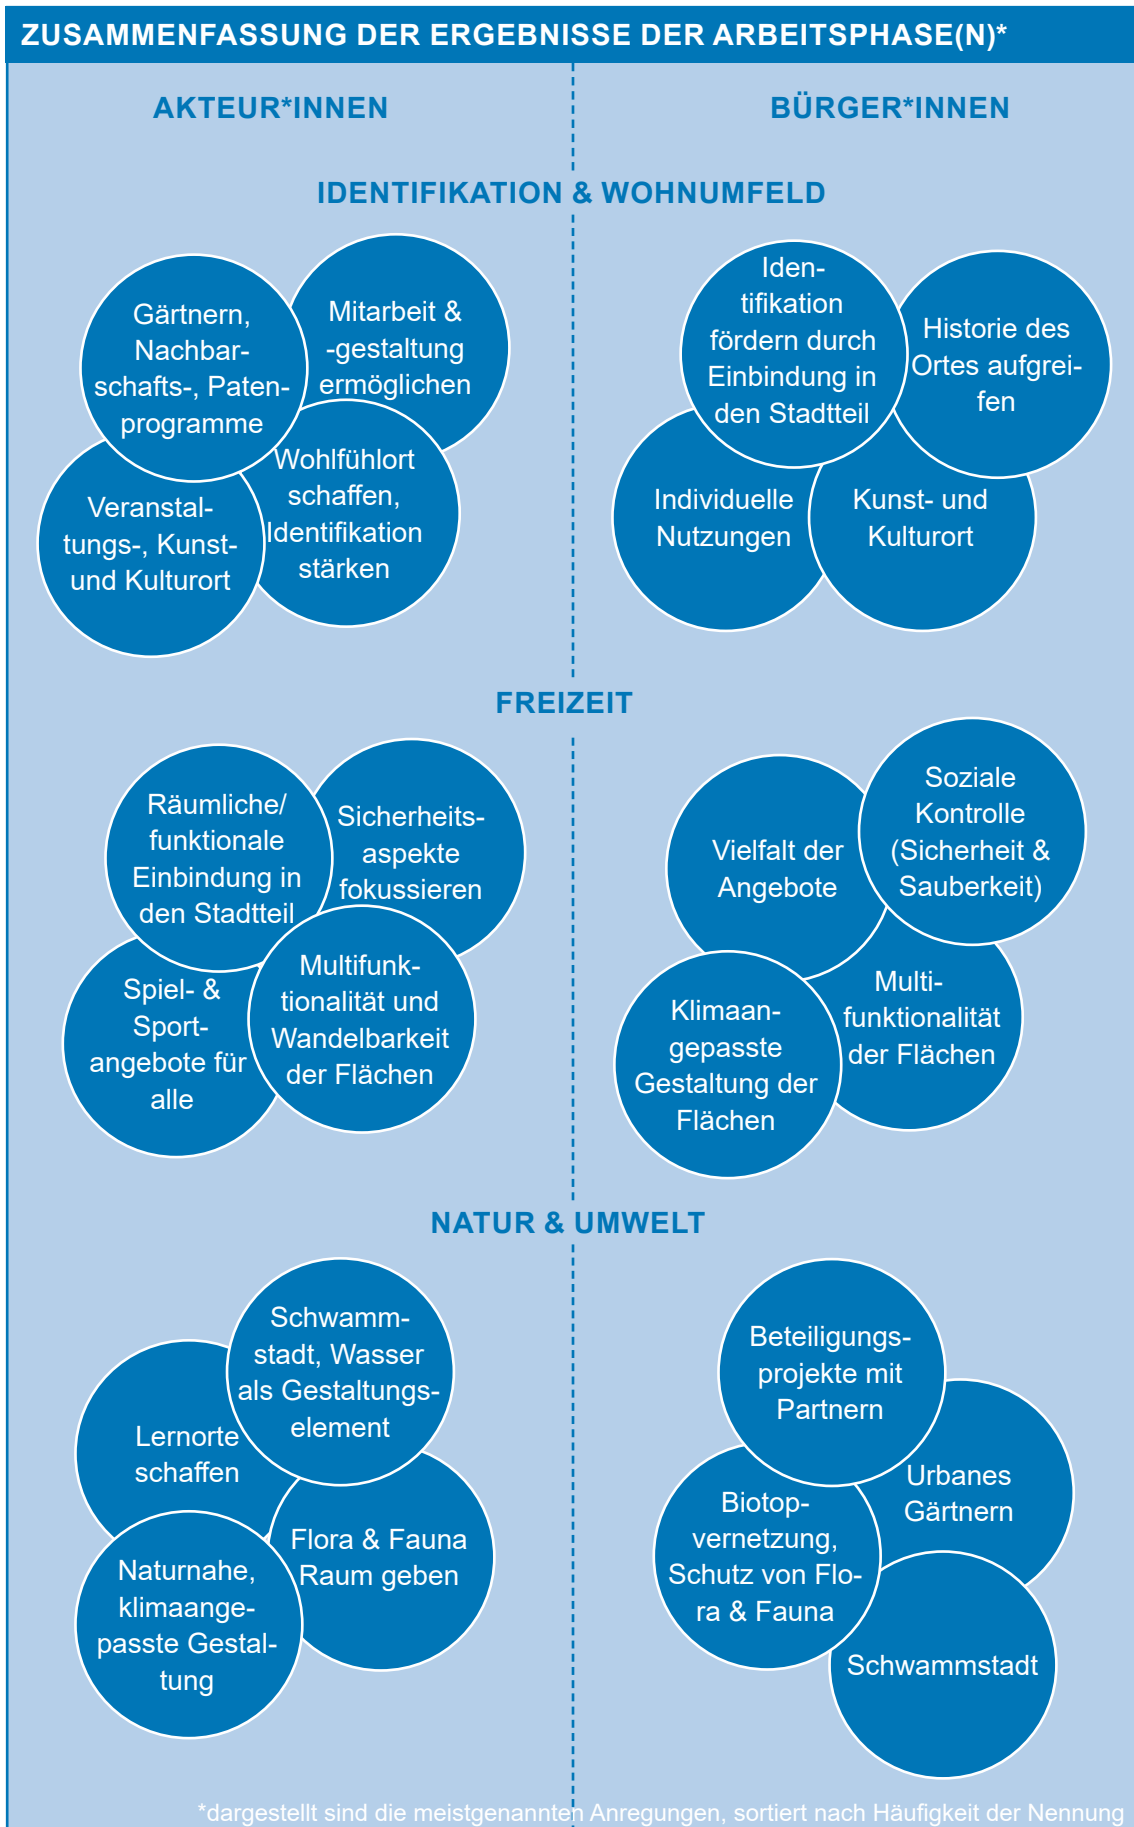 ZUSAMMENFASSUNG DER ERGEBNISSE DER ARBEITSPHASE(N)*
AKTEUR*INNEN
BÜRGER*INNEN
IDENTIFIKATION & WOHNUMFELD
Gärtnern,
Nachbar-
schafts-, Paten-
programme
Mitarbeit &
-gestaltung
ermöglichen
Veranstal-
tungs-, Kunst-
und Kulturort
Wohlfühlort
schaffen,
Identifikation
stärken
Iden-
tifikation
fördern durch
Einbindung in
den Stadtteil
Historie des
Ortes aufgrei-
fen
Individuelle
Nutzungen
Kunst- und
Kulturort
FREIZEIT
Räumliche/
funktionale
Einbindung in
den Stadtteil
Sicherheits-
aspekte
fokussieren
Spiel- &
Sport-
angebote für
alle
Multifunk-
tionalität und
Wandelbarkeit
der Flächen
Vielfalt der
Angebote
Soziale
Kontrolle
(Sicherheit &
Sauberkeit)
Klimaan-
gepasste
Gestaltung der
Flächen
Multi-
funktionalität
der Flächen
NATUR & UMWELT
Schwamm-
stadt, Wasser
als Gestaltungs-
element
Lernorte
schaffen
Flora & Fauna
Raum geben
Naturnahe,
klimaange-
passte Gestal-
tung
Beteiligungs-
projekte mit
Partnern
Urbanes
Gärtnern
Biotop-
vernetzung,
Schutz von Flo-
ra & Fauna
Schwammstadt
*dargestellt sind die meistgenannten Anregungen, sortiert nach Häufigkeit der Nennung